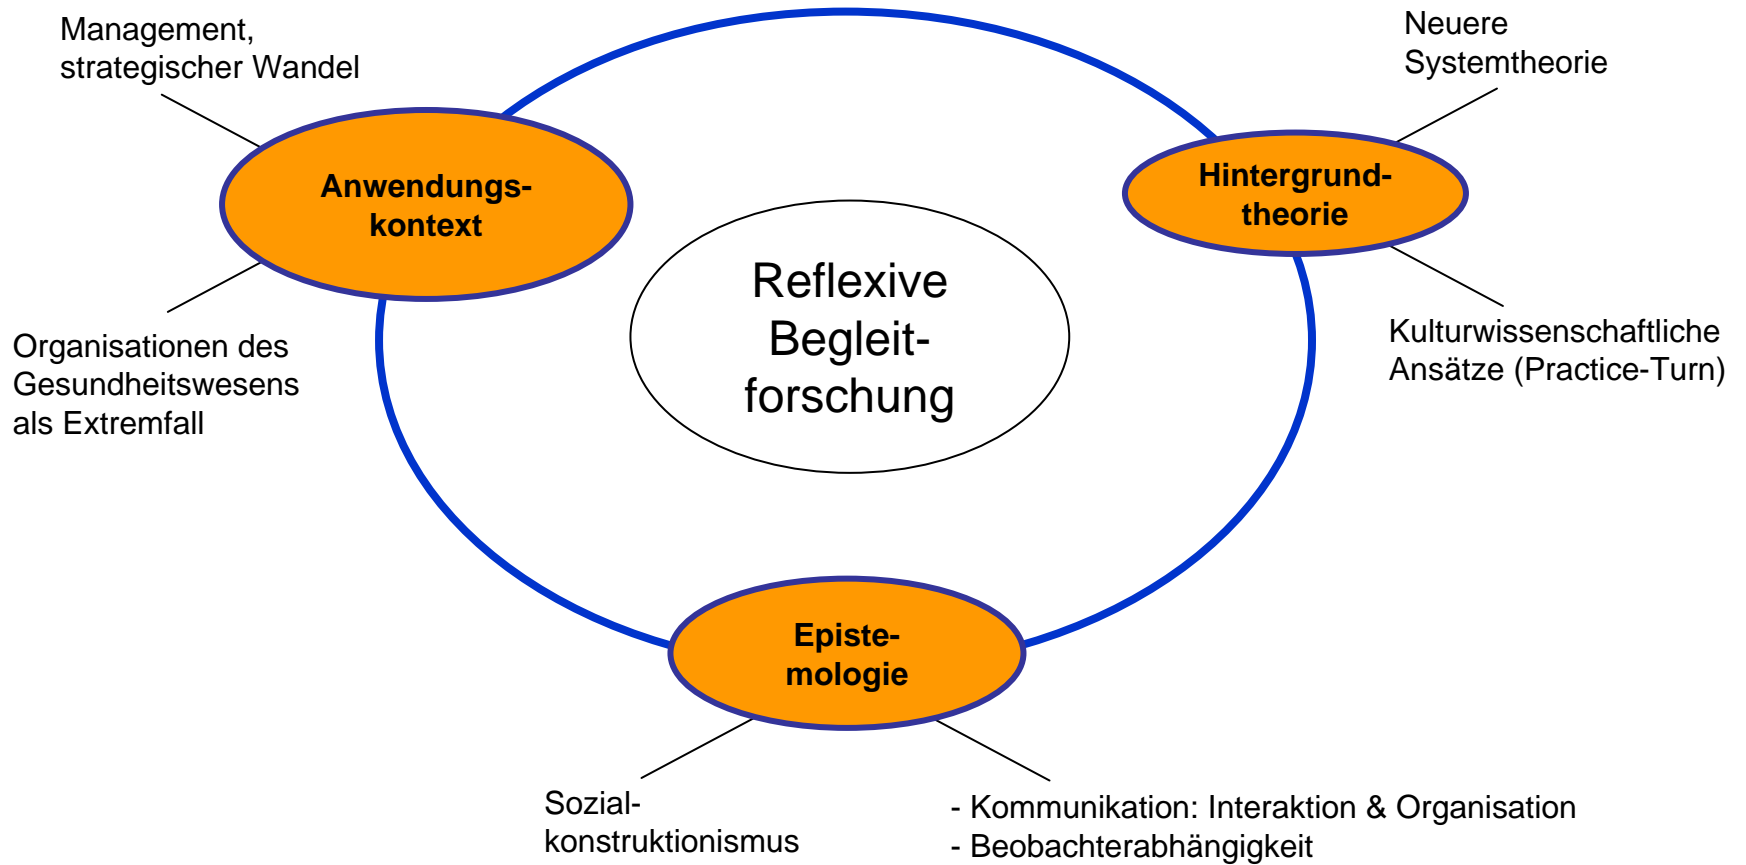 Management,
strategischer Wandel
Neuere
Systemtheorie
Anwendungs-
kontext
Hintergrund-
theorie
Reflexive
Begleit-
forschung
Organisationen des
Gesundheitswesens
als Extremfall
Kulturwissenschaftliche
Ansätze (Practice-Turn)
Episte-
mologie
Sozial-
konstruktionismus
- Kommunikation: Interaktion & Organisation
- Beobachterabhängigkeit